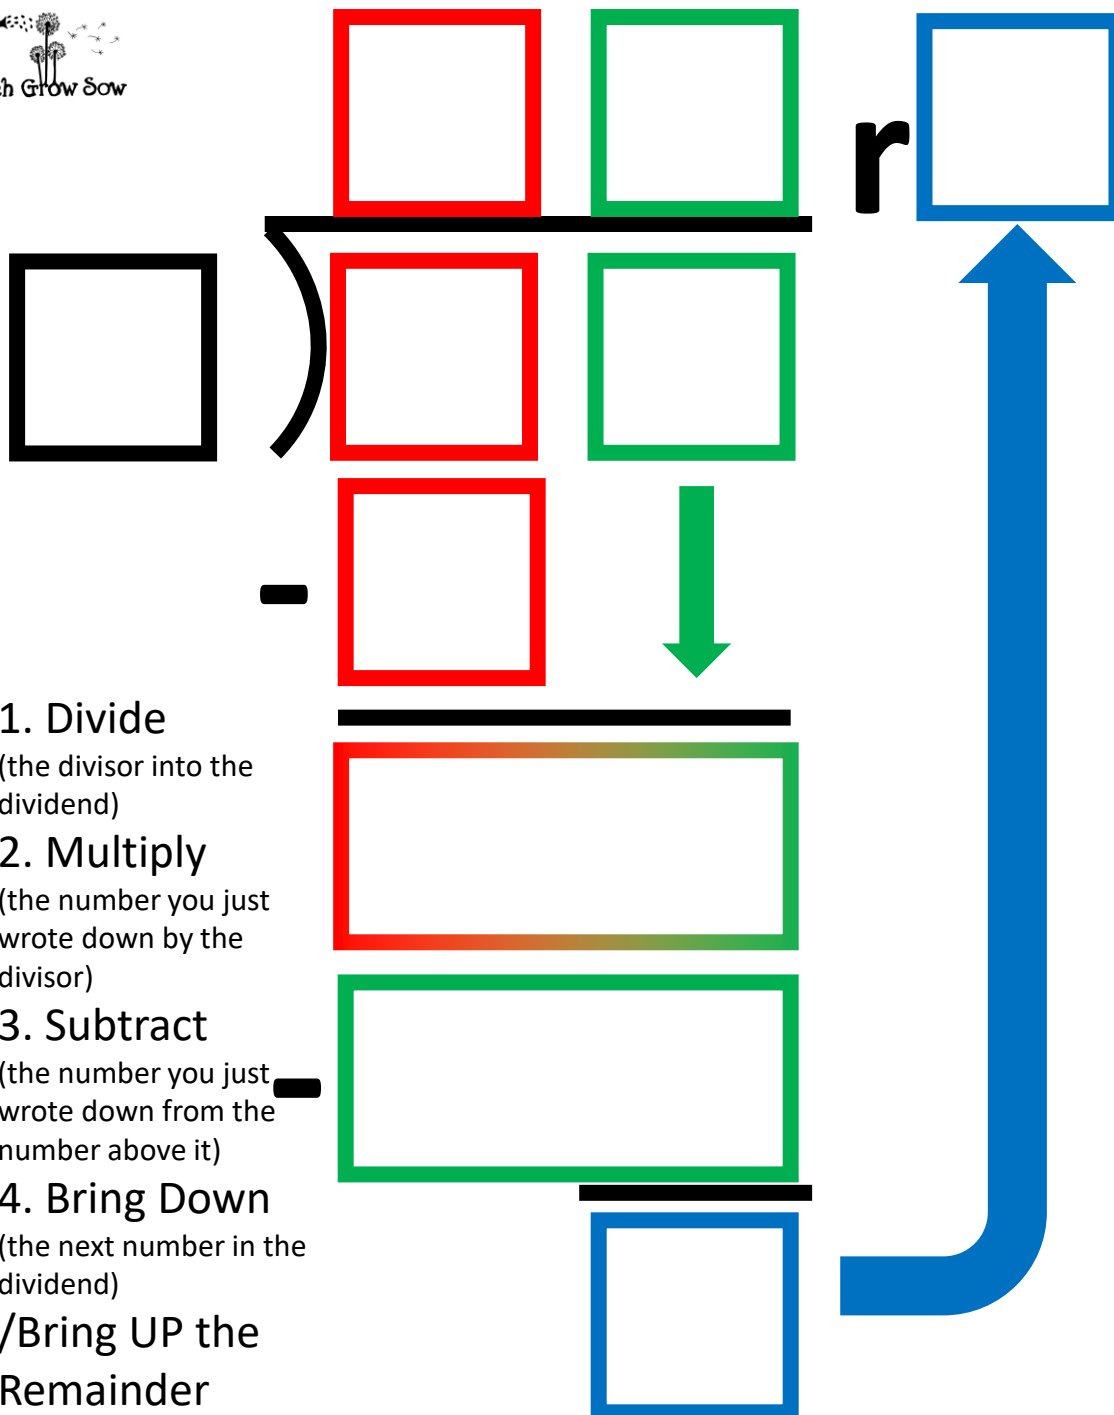 Grow Sow
r
-
1. Divide
(the divisor into the
dividend)
2. Multiply
(the number you just
wrote down by the
divisor)
3. Subtract
(the number you just
-
wrote down from the
number above it)
4. Bring Down
(the next number in the
dividend)
/Bring UP the
Remainder